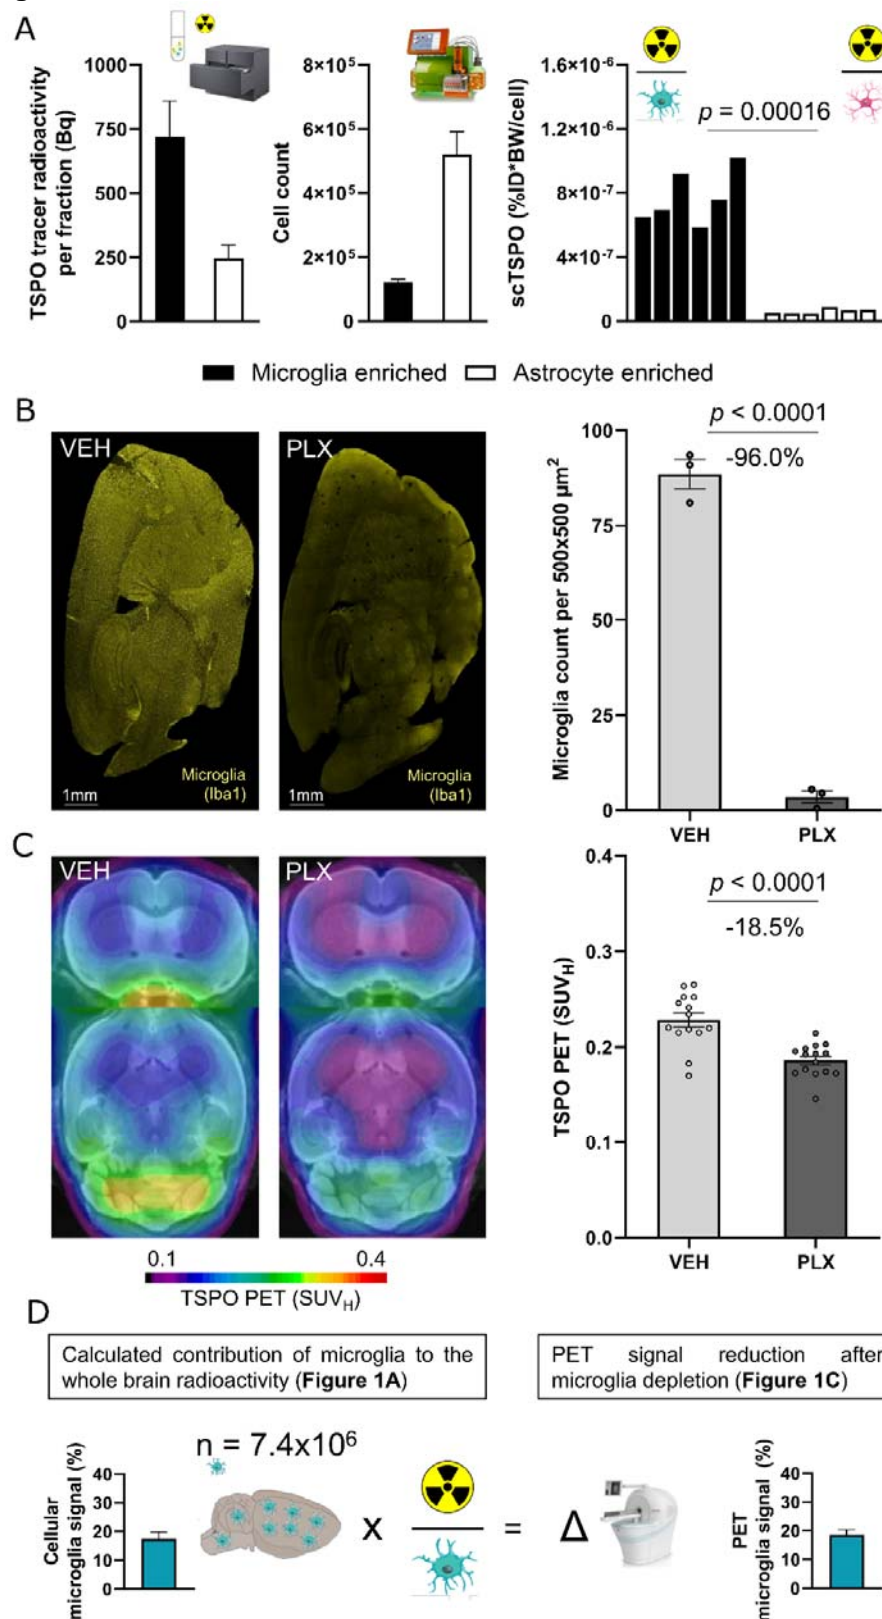 A
TSPO tracer radioactivity
per fraction (Bq)
1000
750
500
250
0
Cell count
8×10⁵
6×10⁵
4×10⁵
2×10⁵
0
scTSPO (%ID*BW/cell)
1.6×10⁻⁶
1.2×10⁻⁶
8×10⁻⁷
4×10⁻⁷
0
p = 0.00016
Microglia enriched
Astrocyte enriched
B
VEH
Microglia
(Iba1)
1mm
PLX
Microglia
(Iba1)
1mm
Microglia count per 500x500 µm²
100
75
50
25
0
p < 0.0001
-96.0%
VEH
PLX
C
VEH
PLX
0.1
0.4
TSPO PET (SUVH)
TSPO PET (SUVH)
0.4
0.3
0.2
0.1
0.0
p < 0.0001
-18.5%
VEH
PLX
D
Calculated contribution of microglia to the
whole brain radioactivity (Figure 1A)
PET signal reduction after
microglia depletion (Figure 1C)
Cellular
microglia signal (%)
40
30
20
10
0
n = 7.4x10⁶
x
=
Δ
PET
microglia signal (%)
40
30
20
10
0